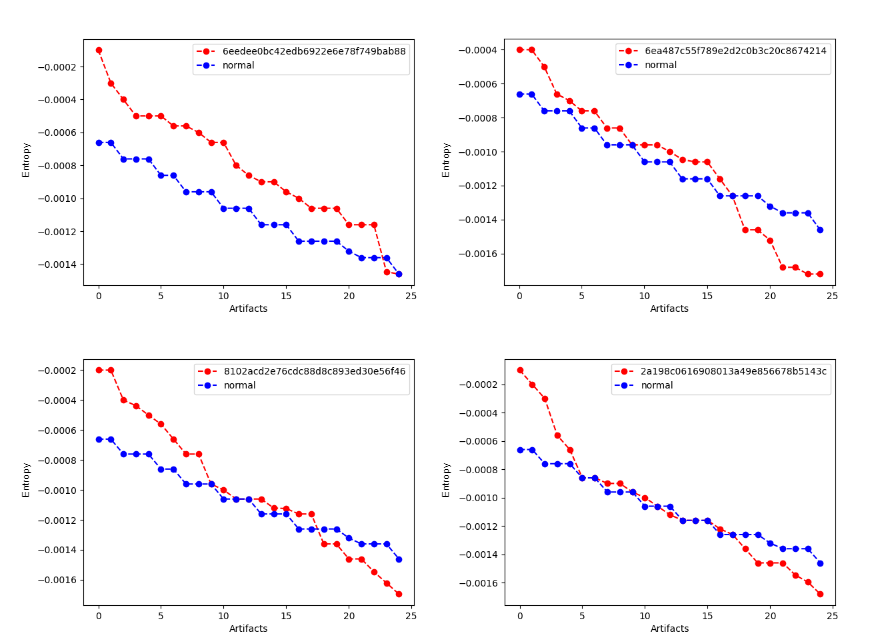 6eedee0bc42edb6922e6e78f749bab88
normal
−0.0002
−0.0004
−0.0006
−0.0008
−0.0010
−0.0012
−0.0014
Entropy
0 5 10 15 20 25
Artifacts
6ea487c55f789e2d2c0b3c20c8674214
normal
−0.0004
−0.0006
−0.0008
−0.0010
−0.0012
−0.0014
−0.0016
Entropy
0 5 10 15 20 25
Artifacts
8102acd2e76cdc88d8c893ed30e56f46
normal
−0.0002
−0.0004
−0.0006
−0.0008
−0.0010
−0.0012
−0.0014
−0.0016
Entropy
0 5 10 15 20 25
Artifacts
2a198c0616908013a49e856678b5143c
normal
−0.0002
−0.0004
−0.0006
−0.0008
−0.0010
−0.0012
−0.0014
−0.0016
Entropy
0 5 10 15 20 25
Artifacts